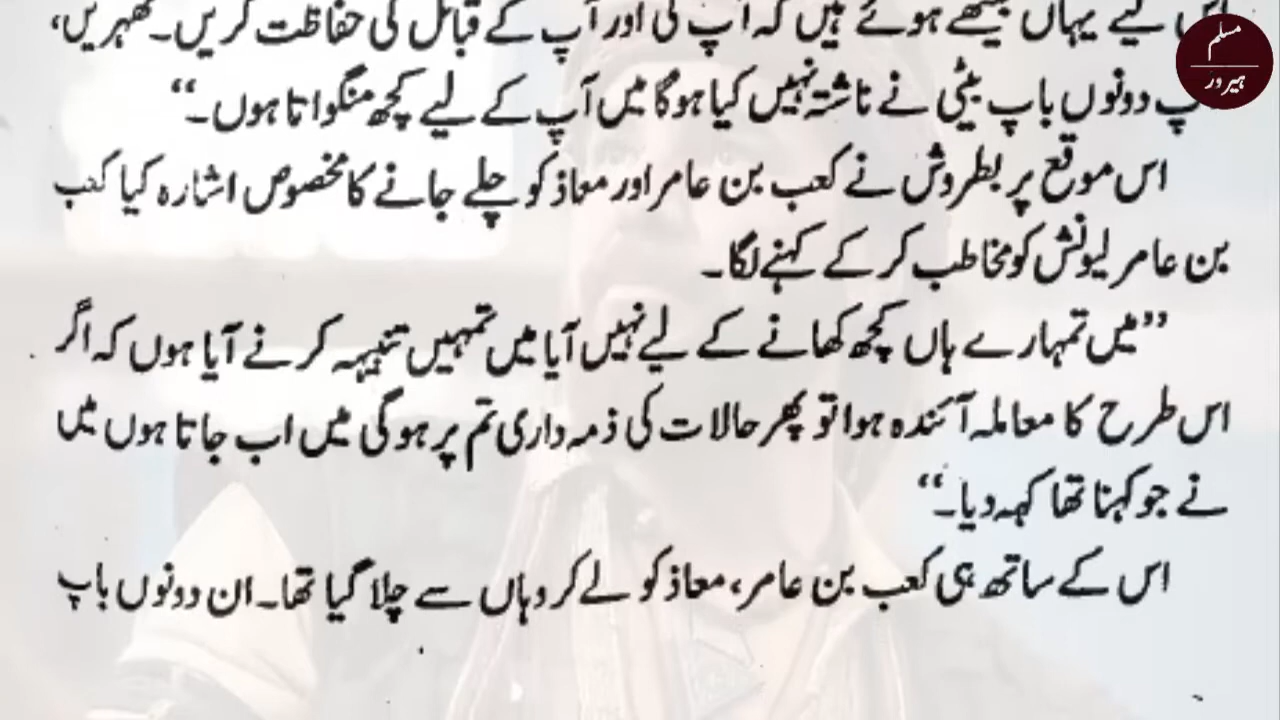 لیے یہاں بیٹھے ہوئے ہیں کہ آپ کی اور آپ کے قبائل کی حفاظت کریں۔ ٹھہریں،
دونوں باپ بیٹی نے ناشتہ نہیں کیا ہوگا میں آپ کے لیے کچھ منگواتا ہوں۔“
اس موقع پر بطروش نے کعب بن عامر اور معاذ کو چلے جانے کا مخصوص اشارہ کیا کعب
بن عامر لیونش کو مخاطب کر کے کہنے لگا۔
”میں تمہارے ہاں کچھ کھانے کے لیے نہیں آیا میں تمہیں تنبیہہ کرنے آیا ہوں کہ اگر
اس طرح کا معاملہ آئندہ ہوا تو پھر حالات کی ذمہ داری تم پر ہوگی میں اب جاتا ہوں میں
نے جو کہنا تھا کہہ دیا۔“
اس کے ساتھ ہی کعب بن عامر، معاذ کو لے کر وہاں سے چلا گیا تھا۔ ان دونوں باپ
مسلم
ہیروز